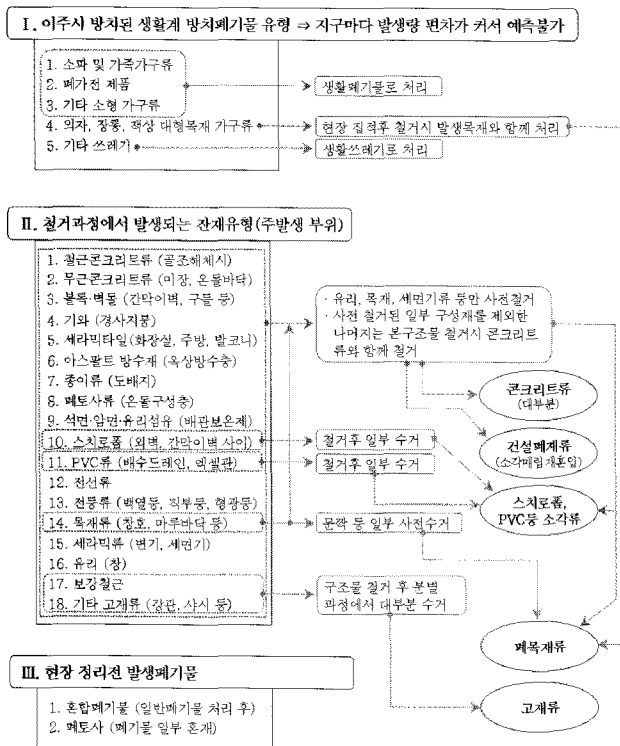 Ⅰ. 이주시 방치된 생활계 방치폐기물 유형 ⇒ 지구마다 발생량 편차가 커서 예측불가
1. 소파 및 가죽가구류
2. 폐가전 제품
3. 기타 소형 가구류
4. 의자, 장롱, 책상 대형목재 가구류
5. 기타 쓰레기
생활폐기물로 처리
현장 집적후 철거시 발생목재와 함께 처리
생활쓰레기로 처리
Ⅱ. 철거과정에서 발생되는 잔재유형(주발생 부위)
1. 철근콘크리트류 (골조해체시)
2. 무근콘크리트류 (미장, 온돌바닥)
3. 블록·벽돌 (간막이벽, 구들 등)
4. 기와 (경사지붕)
5. 세라믹타일(화장실, 주방, 발코니)
6. 아스팔트 방수재 (옥상방수층)
7. 종이류 (도배지)
8. 폐토사류 (온돌구성층)
9. 석면·암면·유리섬유 (배관보온제)
10. 스치로폼 (외벽, 간막이벽 사이)
11. PVC류 (배수드레인, 엑셀관)
12. 전선류
13. 전등류 (백열등, 직부등, 형광등)
14. 목재류 (창호, 마루바닥 등)
15. 세라믹류 (변기, 세면기)
16. 유리 (창)
17. 보강철근
18. 기타 고재류 (강관, 샤시 등)
· 유리, 목재, 세면기류 등만 사전철거
· 사전 철거된 일부 구성재를 제외한
나머지는 본구조물 철거시 콘크리트
류와 함께 철거
콘크리트류
(대부분)
건설폐재류
(소각매립재혼입)
철거후 일부 수거
철거후 일부 수거
스치로폼,
PVC등 소각류
문짝 등 일부 사전수거
구조물 철거 후 분별
과정에서 대부분 수거
폐목재류
고재류
Ⅲ. 현장 정리전 발생폐기물
1. 혼합폐기물 (일반폐기물 처리 후)
2. 폐토사 (폐기물 일부 혼재)